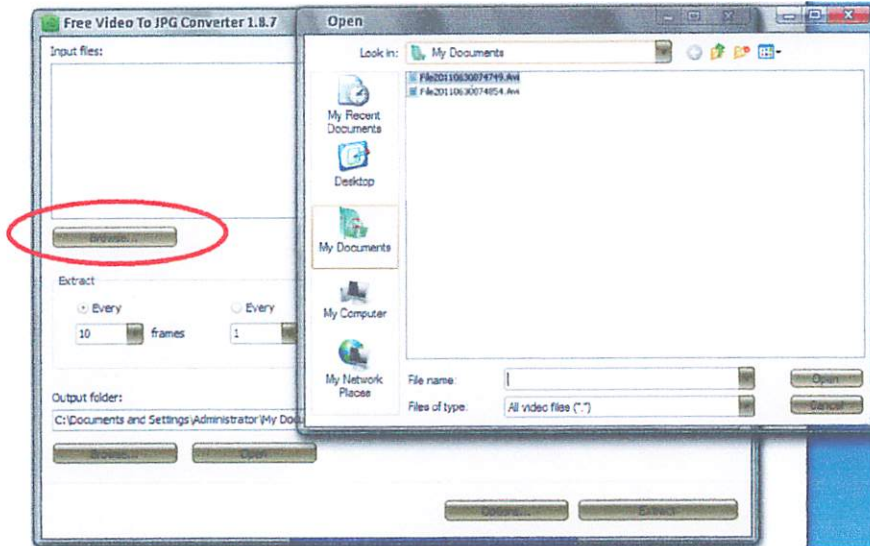 Free Video To JPG Converter 1.8.7
Input files:
Browse...
Extract
Every
Every
10
frames
1
Output folder:
C:\Documents and Settings\Administrator\My Docu
Browse...
Open
Options...
Extract
Open
Look in:
My Documents
My Recent
Documents
Desktop
My Documents
My Computer
My Network
Places
File20110630074749.Avi
File20110630074854.Avi
File name:
Files of type:
All video files (*.*)
Open
Cancel